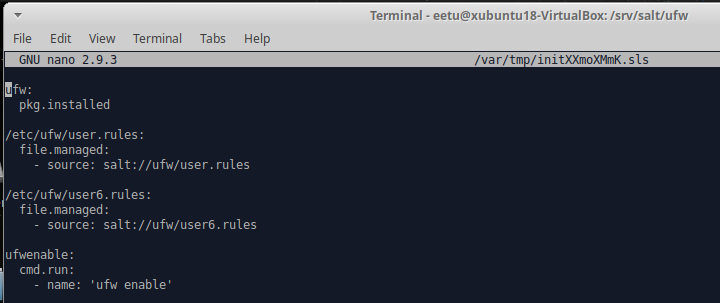 Terminal - eetu@xubuntu18-VirtualBox: /srv/salt/ufw
File Edit View Terminal Tabs Help
GNU nano 2.9.3 /var/tmp/initXXmoXMmK.sls
ufw:
  pkg.installed
/etc/ufw/user.rules:
  file.managed:
    - source: salt://ufw/user.rules
/etc/ufw/user6.rules:
  file.managed:
    - source: salt://ufw/user6.rules
ufwenable:
  cmd.run:
    - name: 'ufw enable'